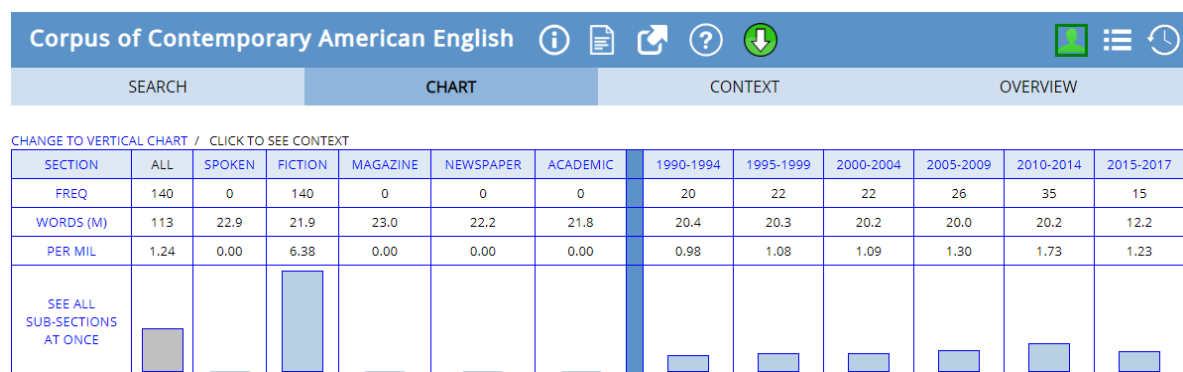 Corpus of Contemporary American English
SEARCH CHART CONTEXT OVERVIEW
CHANGE TO VERTICAL CHART / CLICK TO SEE CONTEXT
SECTION ALL SPOKEN FICTION MAGAZINE NEWSPAPER ACADEMIC 1990-1994 1995-1999 2000-2004 2005-2009 2010-2014 2015-2017
FREQ 140 0 140 0 0 0 20 22 22 26 35 15
WORDS (M) 113 22.9 21.9 23.0 22.2 21.8 20.4 20.3 20.2 20.0 20.2 12.2
PER MIL 1.24 0.00 6.38 0.00 0.00 0.00 0.98 1.08 1.09 1.30 1.73 1.23
SEE ALL
SUB-SECTIONS
AT ONCE